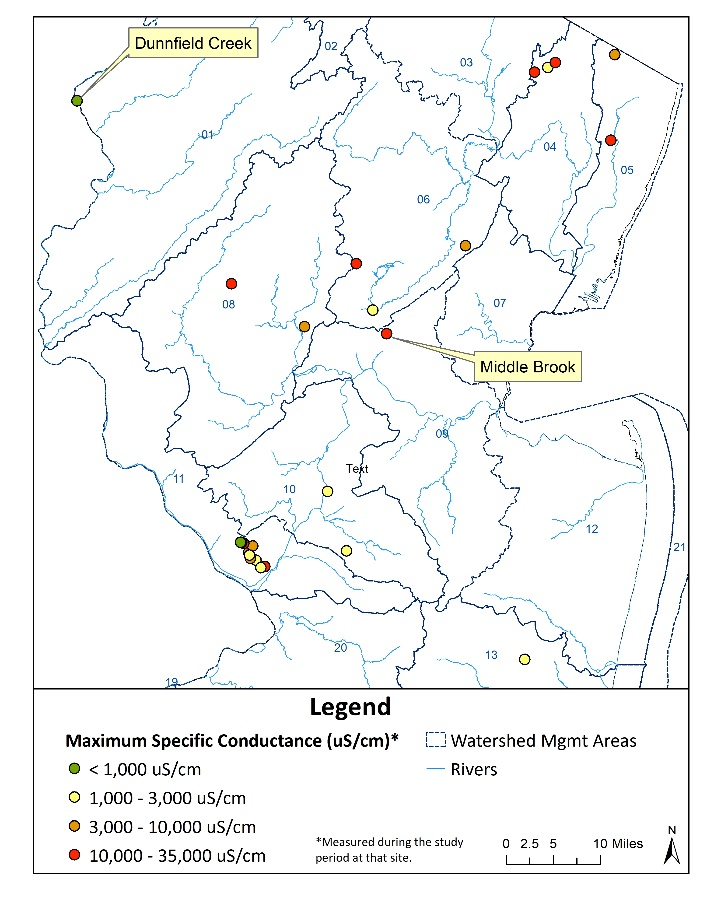 Dunnfield Creek
02
03
01
04
05
06
08
07
Middle Brook
09
Text
11
10
12
21
20
13
19
Legend
Maximum Specific Conductance (uS/cm)*
< 1,000 uS/cm
1,000 - 3,000 uS/cm
3,000 - 10,000 uS/cm
10,000 - 35,000 uS/cm
Watershed Mgmt Areas
Rivers
*Measured during the study
period at that site.
0 2.5 5 10 Miles
N